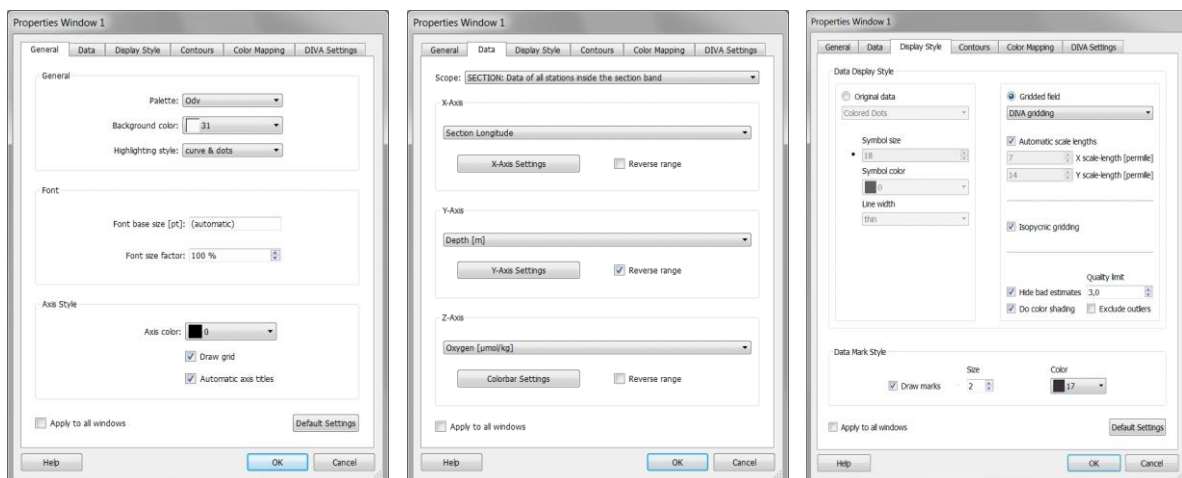 Properties Window 1
General Data Display Style Contours Color Mapping DIVA Settings
General
Palette: Odv
Background color: 31
Highlighting style: curve & dots
Font
Font base size [pt]: (automatic)
Font size factor: 100 %
Axis Style
Axis color: 0
Draw grid
Automatic axis titles
Apply to all windows Default Settings
Help OK Cancel
Properties Window 1
General Data Display Style Contours Color Mapping DIVA Settings
Scope: SECTION: Data of all stations inside the section band
X-Axis
Section Longitude
X-Axis Settings Reverse range
Y-Axis
Depth [m]
Y-Axis Settings Reverse range
Z-Axis
Oxygen [μmol/kg]
Colorbar Settings Reverse range
Apply to all windows
Help OK Cancel
Properties Window 1
General Data Display Style Contours Color Mapping DIVA Settings
Data Display Style
Original data
Colored Dots
Symbol size
18
Symbol color
0
Line width
thin
Gridded field
DIVA gridding
Automatic scale lengths
7 X scale-length [permille]
14 Y scale-length [permille]
Isopycnic gridding
Quality limit
Hide bad estimates 3,0
Do color shading Exclude outliers
Data Mark Style
Size Color
Draw marks 2 17
Apply to all windows Default Settings
Help OK Cancel